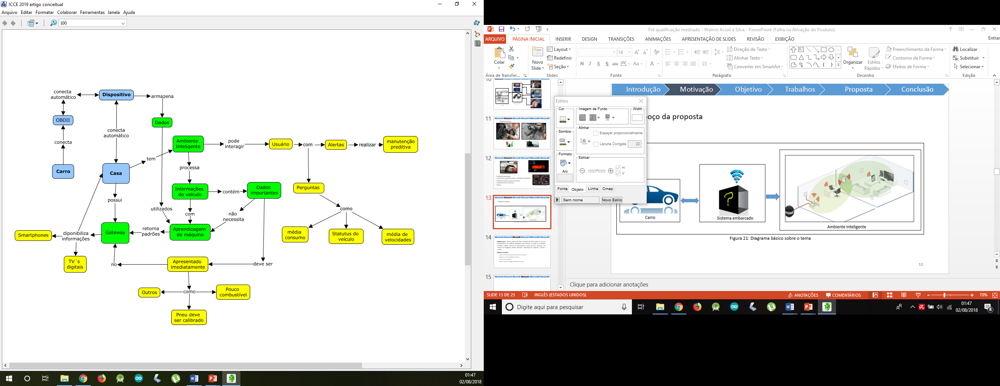 ICCE 2019 artigo conceitual
Arquivo Editar Formatar Colaborar Ferramentas Janela Ajuda
100
conecta
automático
Dispositivo
armazena
OBDII
Dados
conecta
conecta
automático
Carro
Casa
tem
Ambiente
Inteligente
pode
interagir
Usuário
com
Alertas
realizar
manutenção
preditiva
processa
Informações
do veículo
contém
Dados
importantes
Perguntas
possui
utilizados
com
não
necessita
como
Smartphones
diponibiliza
informações
Gateway
retorna
padrões
Aprendizagem
de máquina
média
consumo
Statutus do
veículo
média de
velocidades
TV´s
digitais
no
Apresentado
imediatamente
deve ser
Outros
como
Pouco
combustível
Pneu deve
ser calibrado
01:47
02/08/2018
Pré qualificação mestrado - Walmir Acioli e Silva - PowerPoint (Falha na Ativação do Produto)
ARQUIVO PÁGINA INICIAL INSERIR DESIGN TRANSIÇÕES ANIMAÇÕES APRESENTAÇÃO DE SLIDES REVISÃO EXIBIÇÃO Entrar
Colar
Novo
Slide
Layout
Redefinir
Seção
14
N I S S abc AV Aa A
Direção do Texto
Alinhar Texto
Converter em SmartArt
Organizar
Estilos
Rápidos
Preenchimento da Forma
Contorno da Forma
Efeitos de Forma
Localizar
Substituir
Selecionar
Área de Transfer... Slides Fonte Parágrafo Desenho Edição
10
11
12
13
14
15
Introdução Motivação Objetivo Trabalhos Proposta Conclusão
oço da proposta
Estilos
Cor
Imagem de Fundo
Width
Sombra
Alinhar
Espaçar proporcionalmente
Lacuna Corrigida 22
Formato
Arc
Esticar
H
V
Fonte Objeto Linha Cmap
Sem nome
Novo Estilo
Carro
Sistema embarcado
Ambiente Inteligente
Figura 21: Diagrama básico sobre o tema
13
Clique para adicionar anotações
SLIDE 13 DE 25 INGLÊS (ESTADOS UNIDOS) ANOTAÇÕES COMENTÁRIOS 70%
Digite aqui para pesquisar
01:47
02/08/2018
4